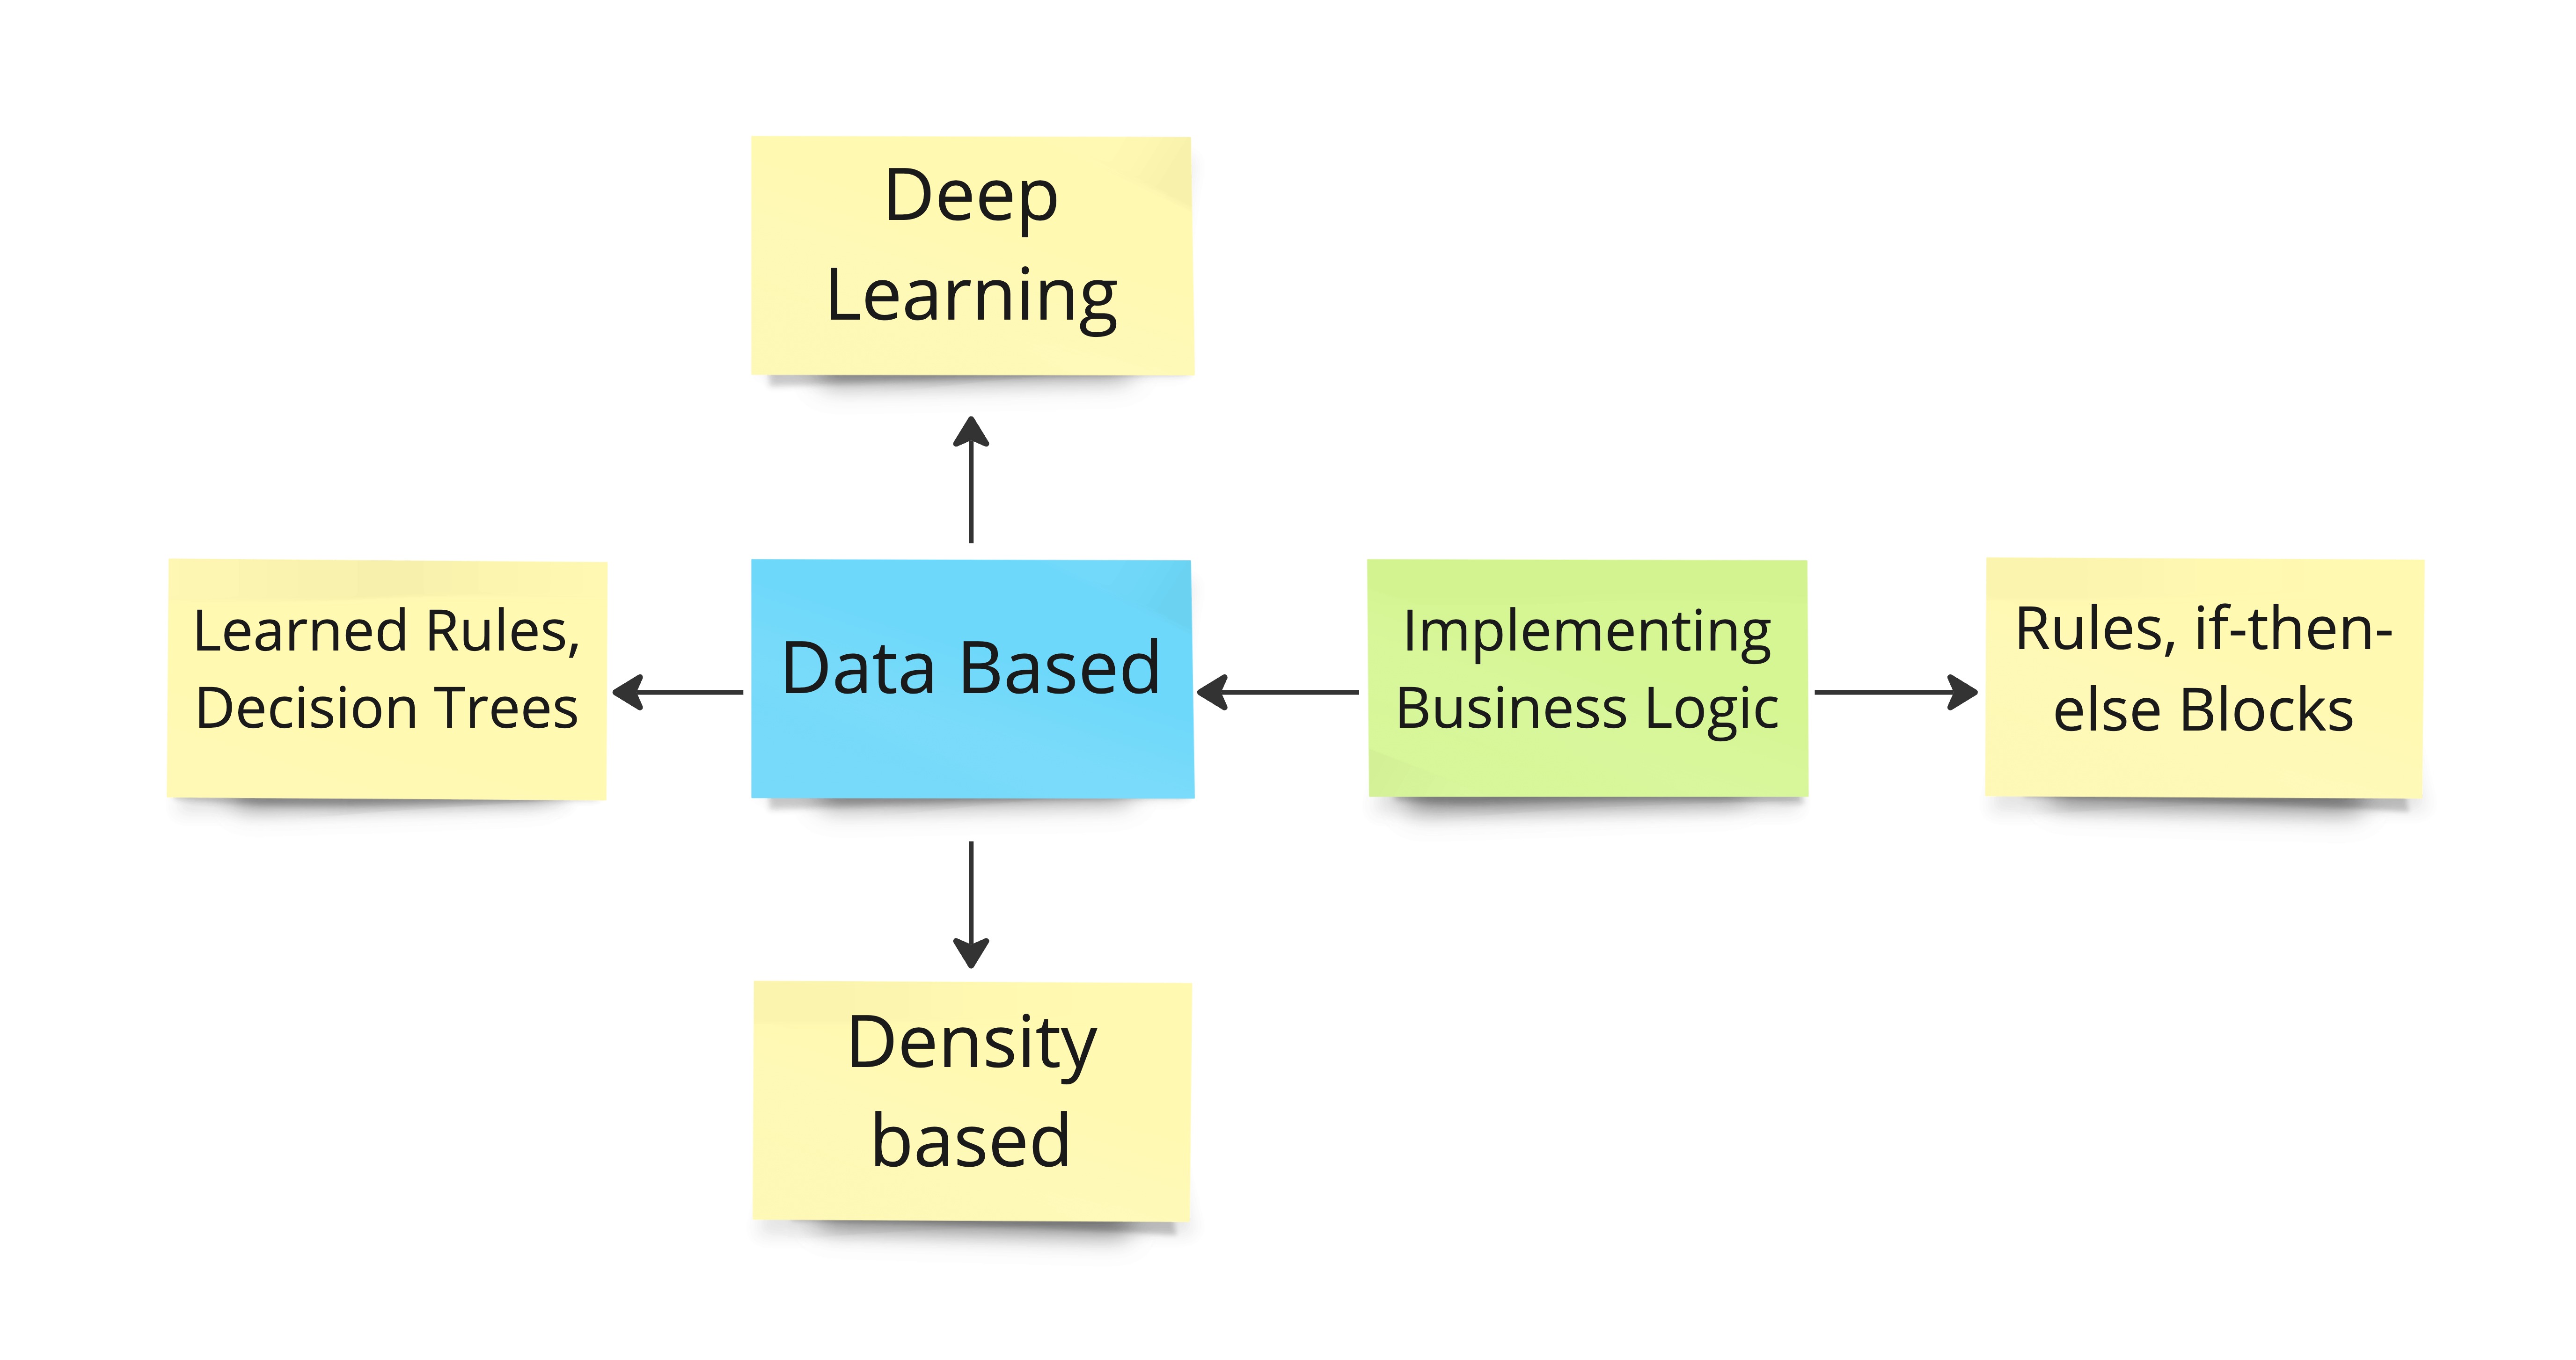 Deep
Learning
Learned Rules,
Decision Trees
Data Based
Implementing
Business Logic
Rules, if-then-
else Blocks
Density
based